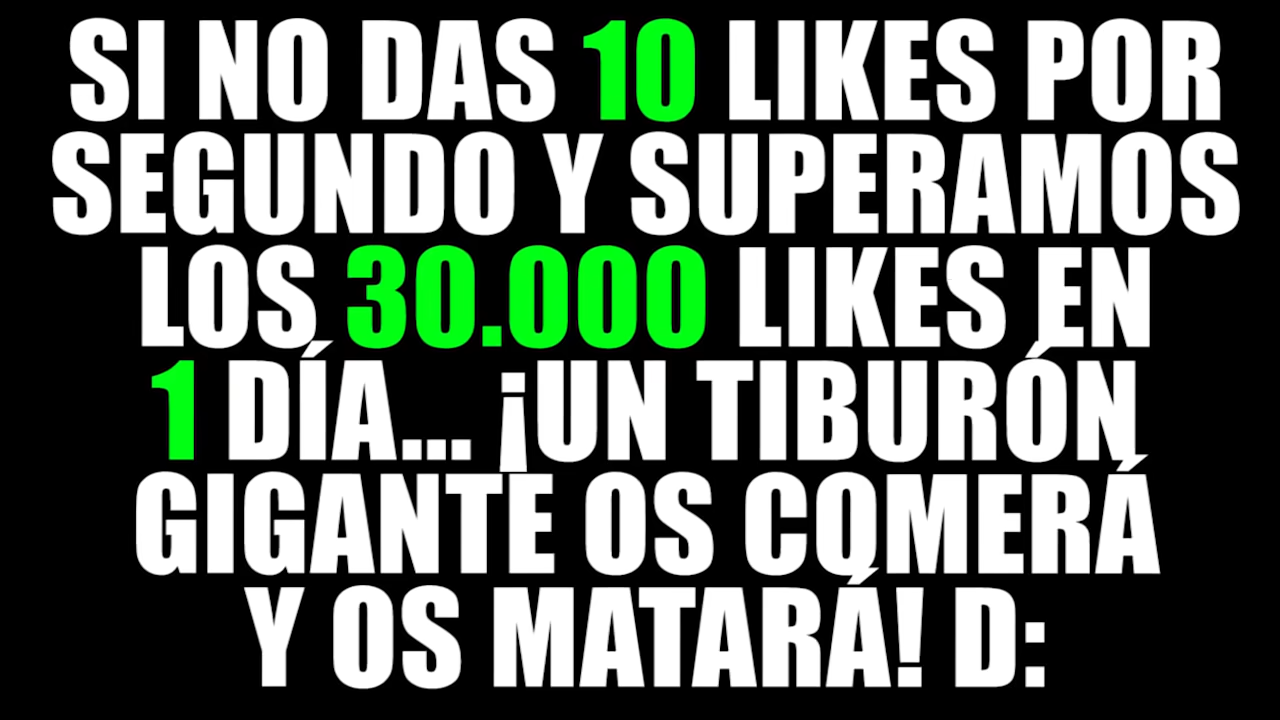 SI NO DAS 10 LIKES POR
SEGUNDO Y SUPERAMOS
LOS 30.000 LIKES EN
1 DÍA... ¡UN TIBURÓN
GIGANTE OS COMERÁ
Y OS MATARÁ! D: